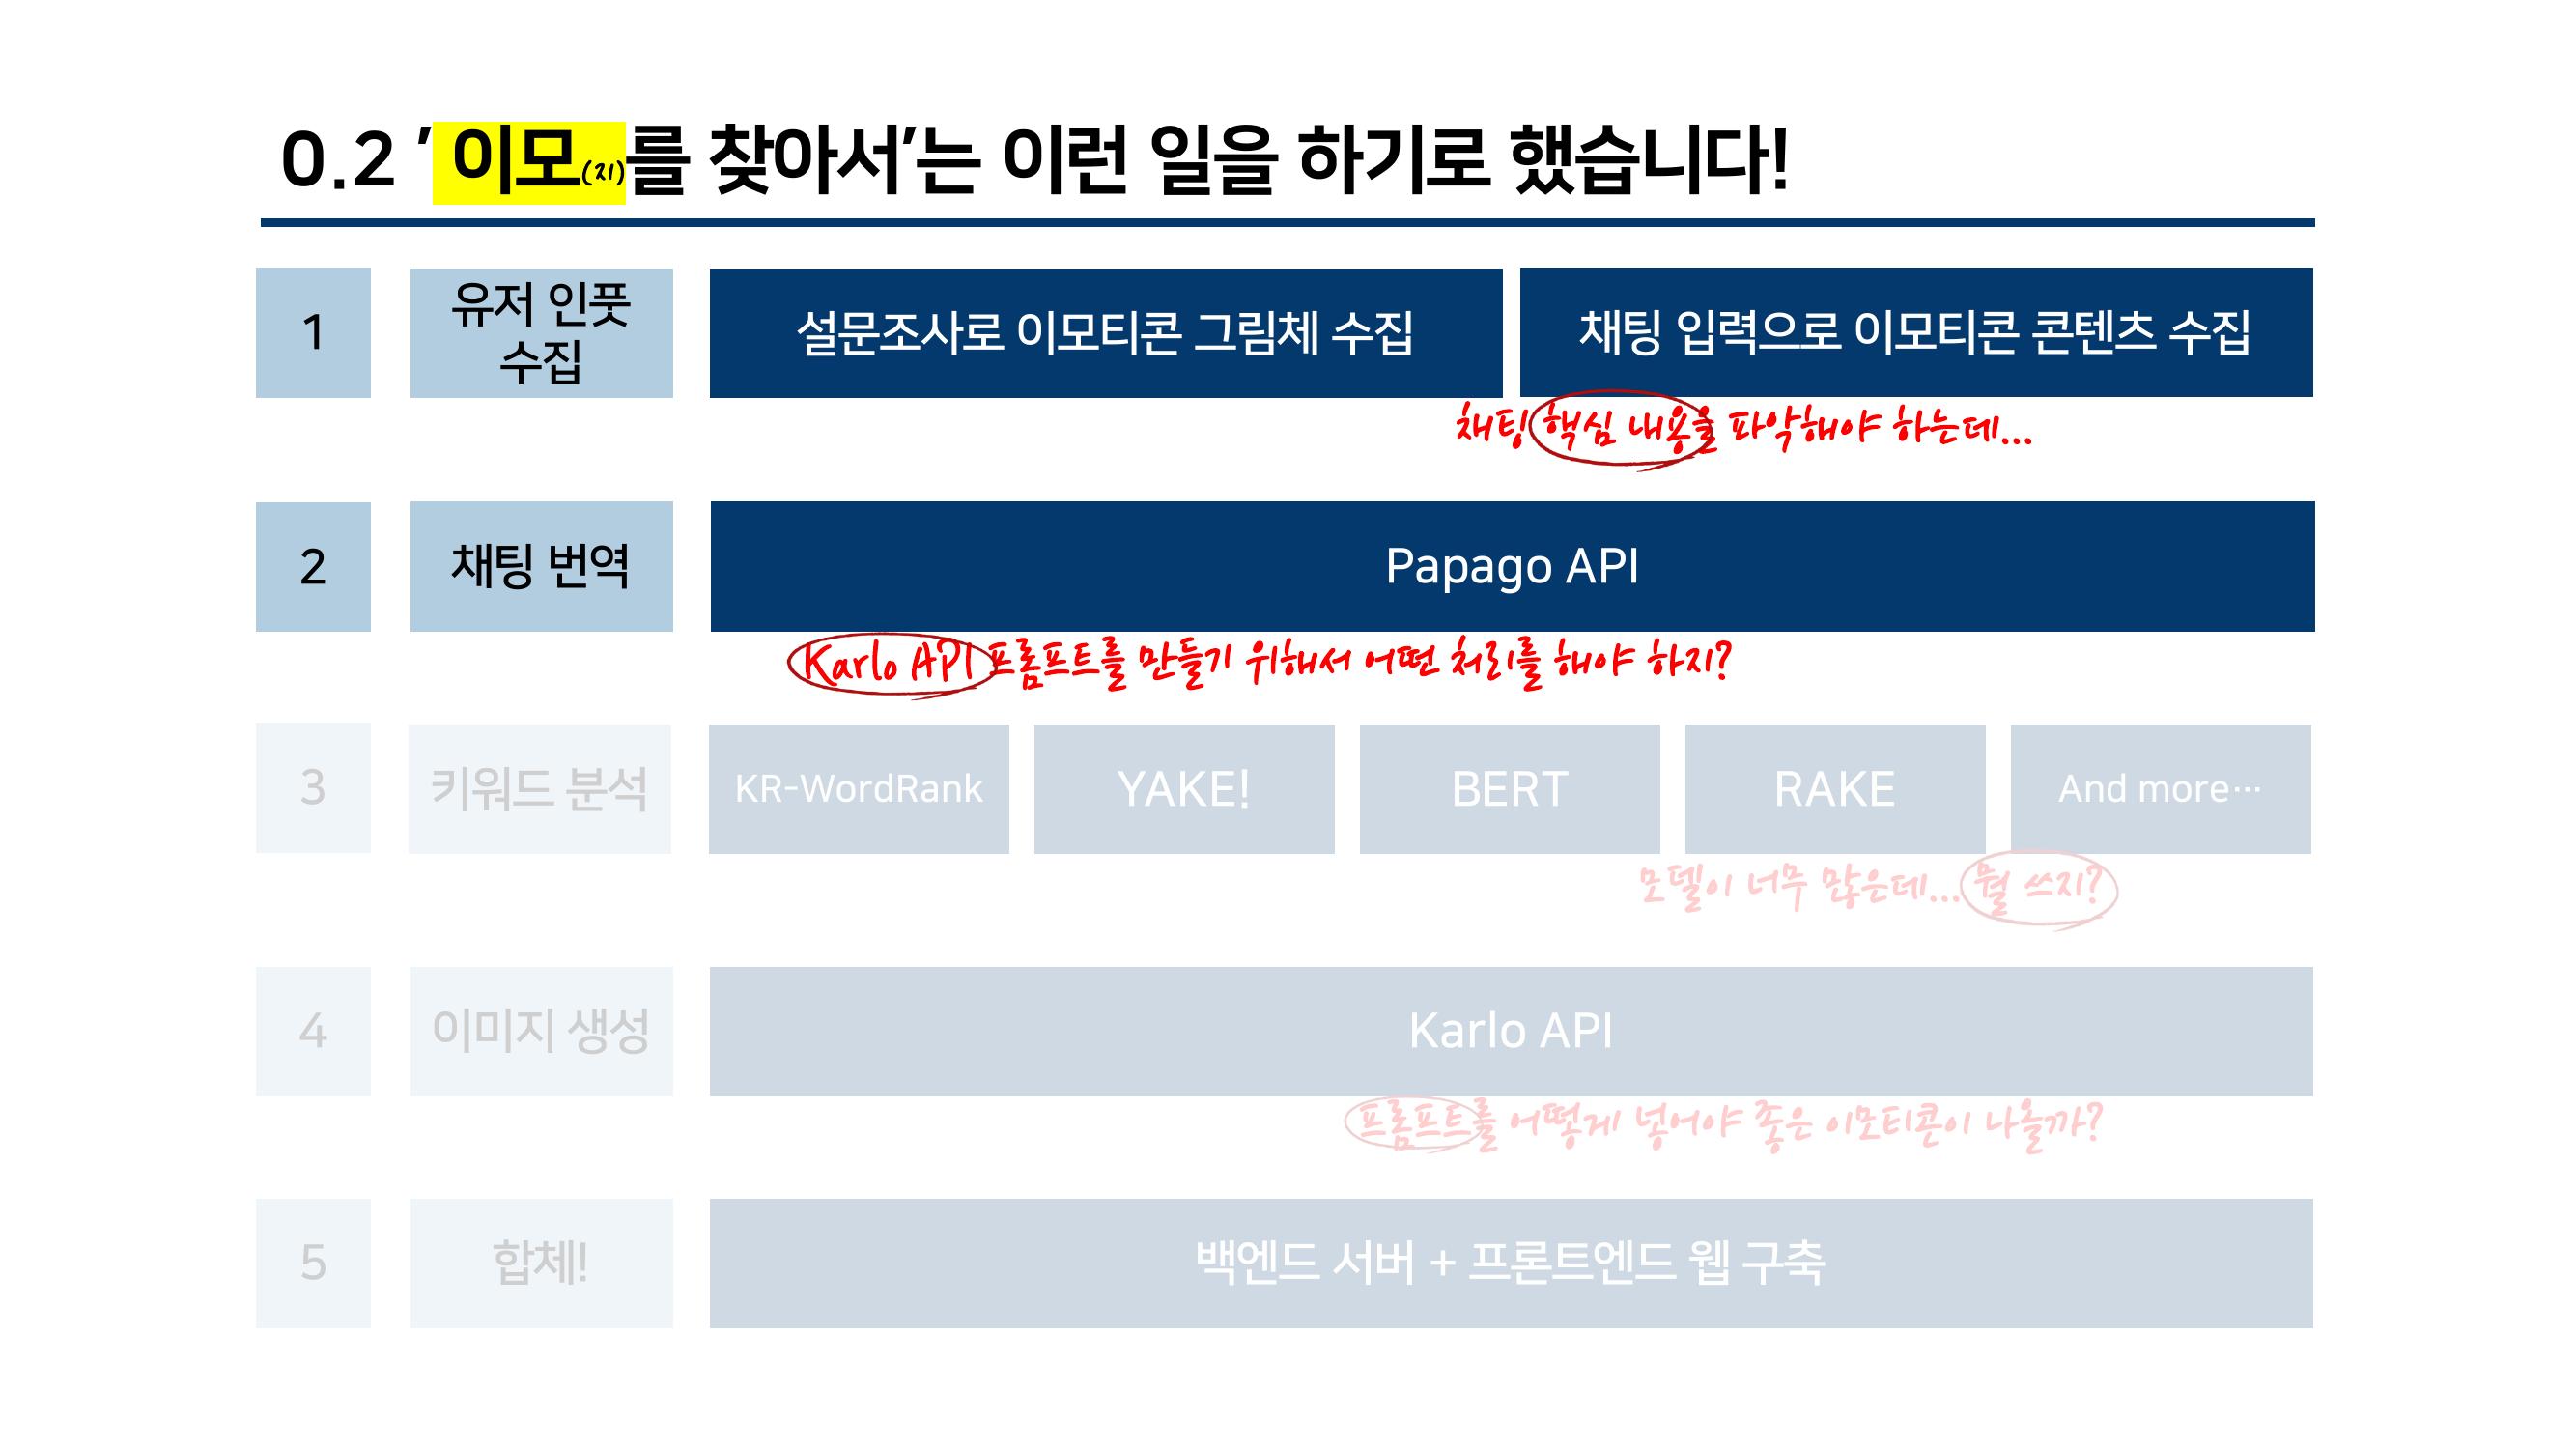 0.2 '이모(지)를 찾아서'는 이런 일을 하기로 했습니다!
1
유저 인풋
수집
설문조사로 이모티콘 그림체 수집
채팅 입력으로 이모티콘 콘텐츠 수집
채팅 핵심 내용을 파악해야 하는데...
2
채팅 번역
Papago API
Karlo API 프롬프트를 만들기 위해서 어떤 처리를 해야 하지?
3
키워드 분석
KR-WordRank
YAKE!
BERT
RAKE
And more…
모델이 너무 많은데... 뭘 쓰지?
4
이미지 생성
Karlo API
프롬프트를 어떻게 넣어야 좋은 이모티콘이 나올까?
5
합체!
백엔드 서버 + 프론트엔드 웹 구축